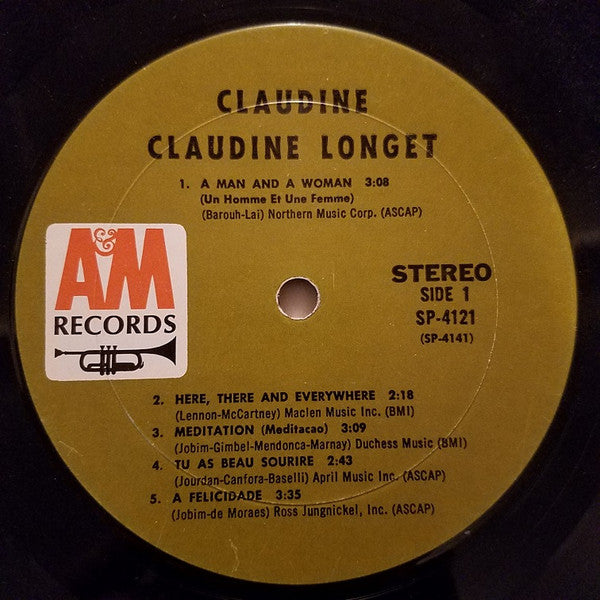 CLAUDINE
CLAUDINE LONGET
1. A MAN AND A WOMAN 3:08
(Un Homme Et Une Femme)
(Barouh-Lai) Northern Music Corp. (ASCAP)
A&M
RECORDS
STEREO
SIDE 1
SP-4121
(SP-4141)
2. HERE, THERE AND EVERYWHERE 2:18
(Lennon-McCartney) Maclen Music Inc. (BMI)
3. MEDITATION (Meditacao) 3:09
(Jobim-Gimbel-Mendonca-Marnay) Duchess Music (BMI)
4. TU AS BEAU SOURIRE 2:43
(Jourdan-Canfora-Baselli) April Music Inc. (ASCAP)
5. A FELICIDADE 3:35
(Jobim-de Moraes) Ross Jungnickel, Inc. (ASCAP)